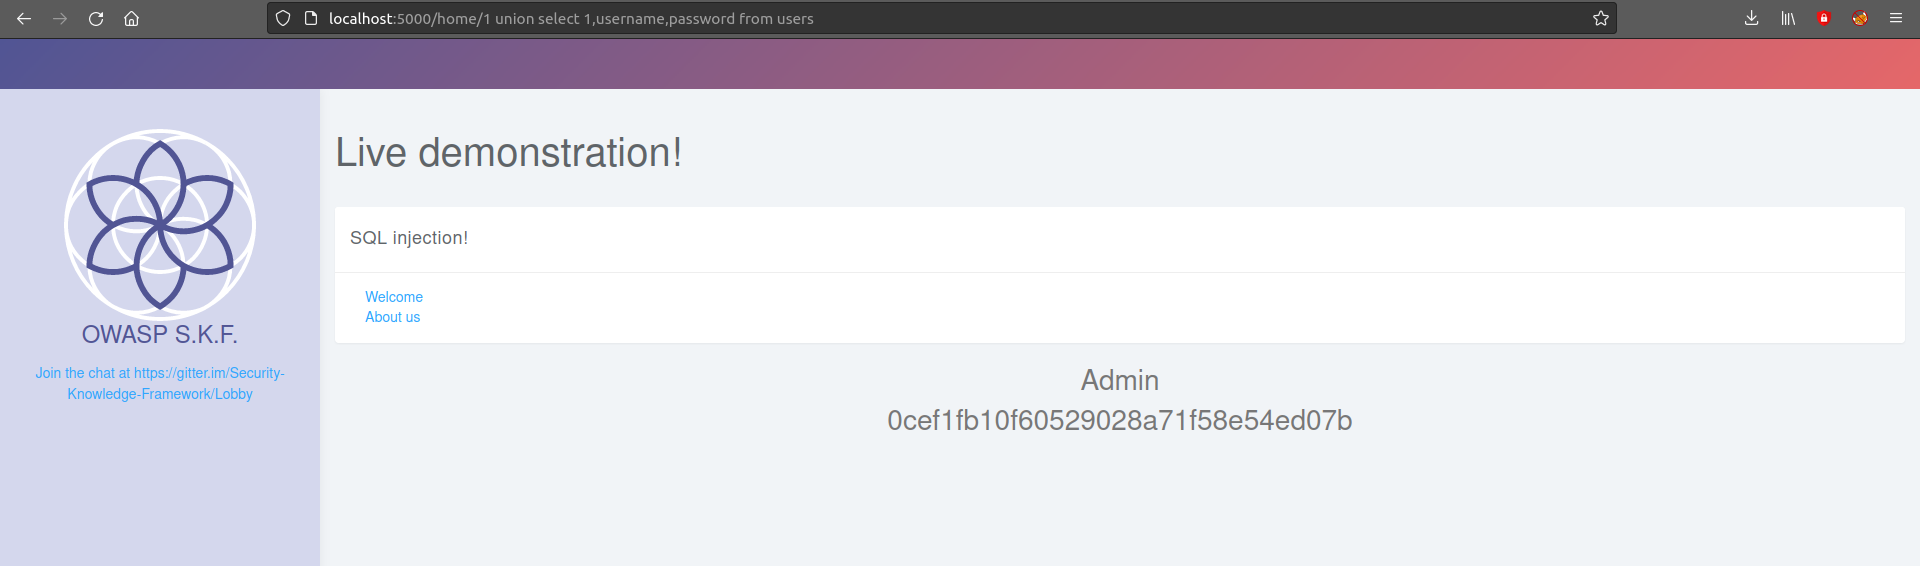 localhost:5000/home/1 union select 1,username,password from users
Live demonstration!
SQL injection!
Welcome
About us
OWASP S.K.F.
Join the chat at https://gitter.im/Security-
Knowledge-Framework/Lobby
Admin
0cef1fb10f60529028a71f58e54ed07b